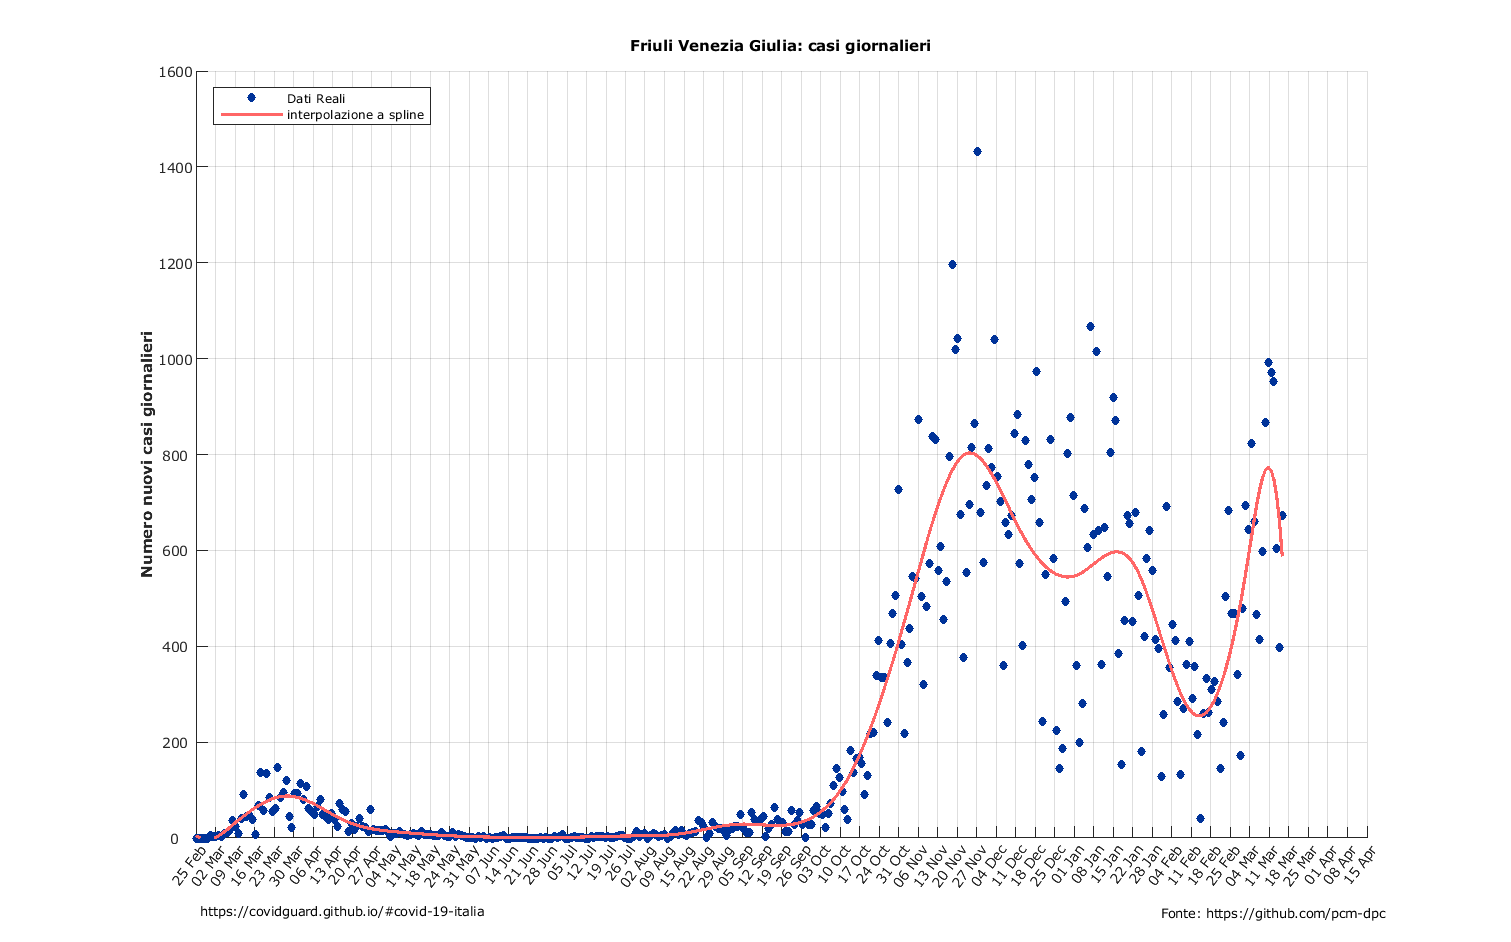 Friuli Venezia Giulia: casi giornalieri
Dati Reali
interpolazione a spline
Numero nuovi casi giornalieri
1600
1400
1200
1000
800
600
400
200
0
25 Feb
02 Mar
09 Mar
16 Mar
23 Mar
30 Mar
06 Apr
13 Apr
20 Apr
27 Apr
04 May
11 May
18 May
24 May
31 May
07 Jun
14 Jun
21 Jun
28 Jun
05 Jul
12 Jul
19 Jul
26 Jul
02 Aug
09 Aug
15 Aug
22 Aug
29 Aug
05 Sep
12 Sep
19 Sep
26 Sep
03 Oct
10 Oct
17 Oct
24 Oct
31 Oct
06 Nov
13 Nov
20 Nov
27 Nov
04 Dec
11 Dec
18 Dec
25 Dec
01 Jan
08 Jan
15 Jan
22 Jan
28 Jan
04 Feb
11 Feb
18 Feb
25 Feb
04 Mar
11 Mar
18 Mar
25 Mar
01 Apr
08 Apr
15 Apr
https://covidguard.github.io/#covid-19-italia
Fonte: https://github.com/pcm-dpc